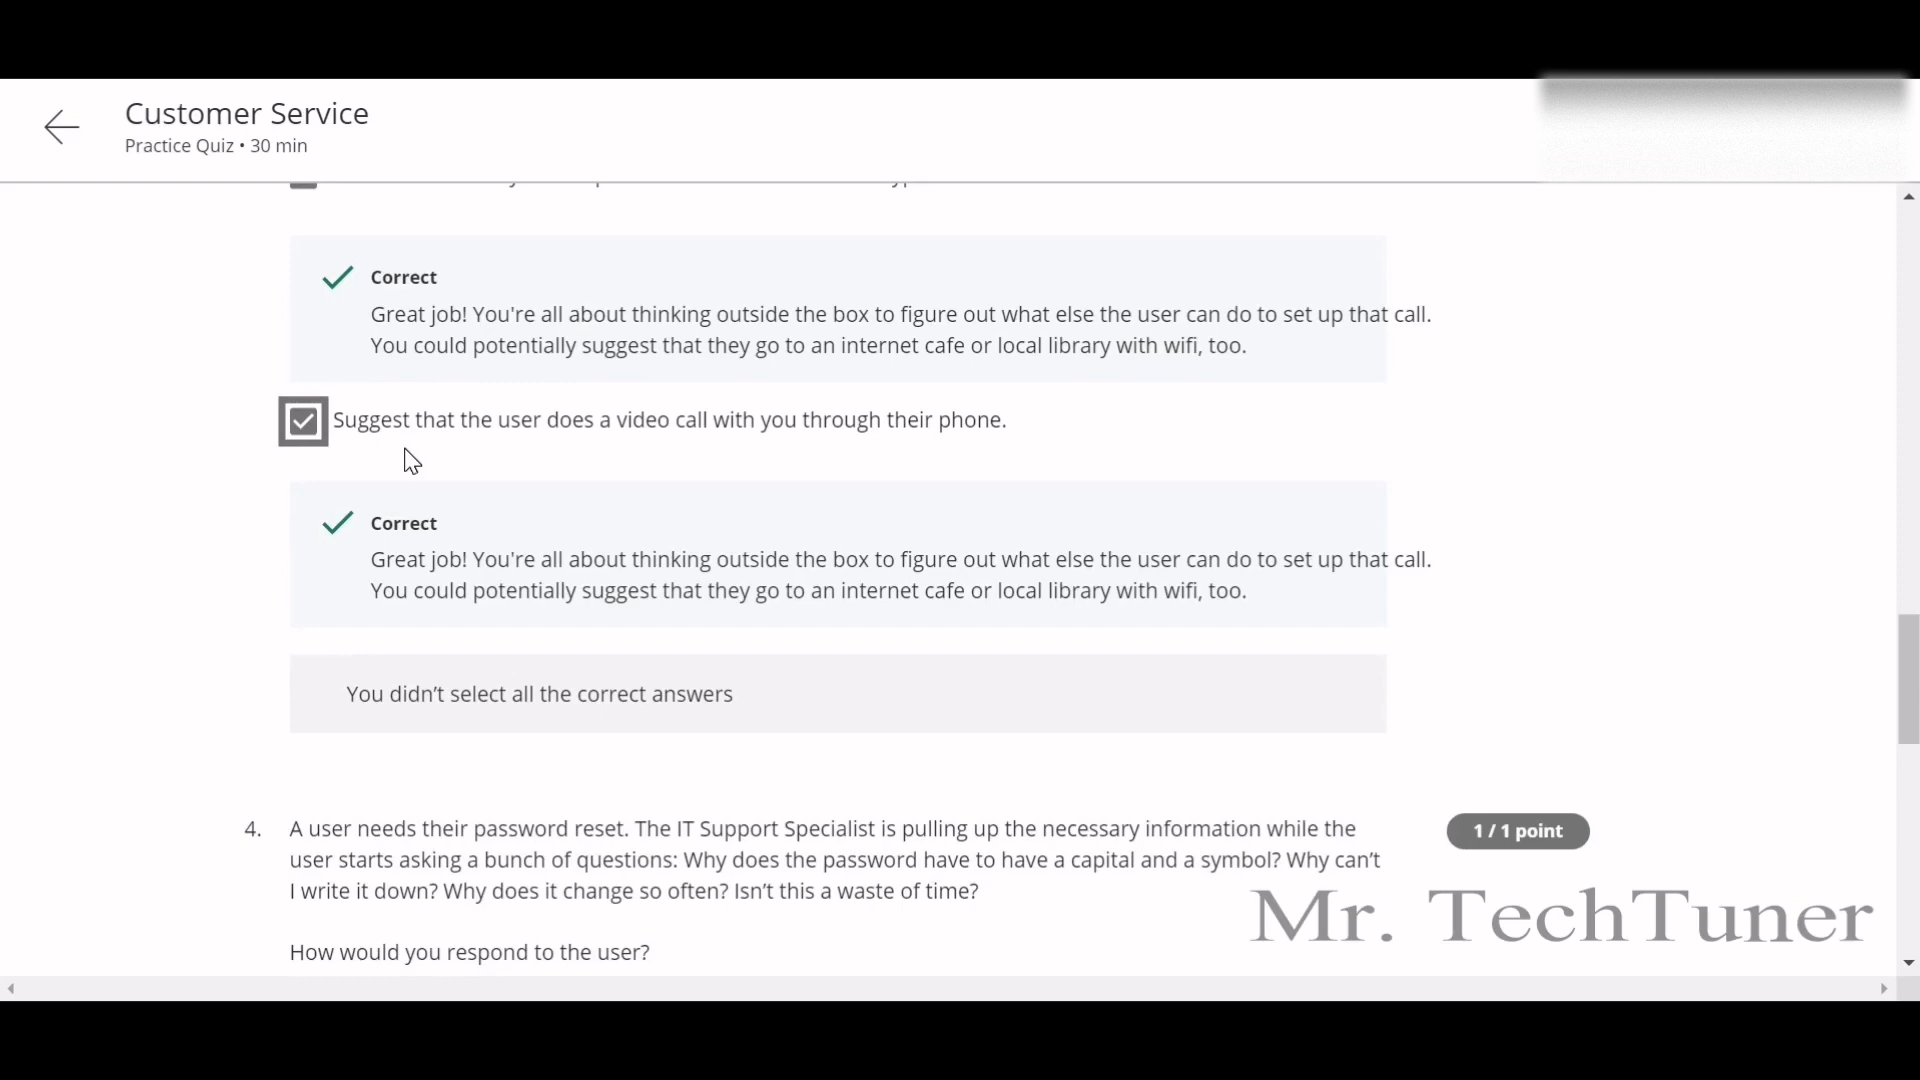 Customer Service
Practice Quiz • 30 min
Correct
Great job! You're all about thinking outside the box to figure out what else the user can do to set up that call.
You could potentially suggest that they go to an internet cafe or local library with wifi, too.
Suggest that the user does a video call with you through their phone.
Correct
Great job! You're all about thinking outside the box to figure out what else the user can do to set up that call.
You could potentially suggest that they go to an internet cafe or local library with wifi, too.
You didn’t select all the correct answers
4. A user needs their password reset. The IT Support Specialist is pulling up the necessary information while the
1 / 1 point
user starts asking a bunch of questions: Why does the password have to have a capital and a symbol? Why can’t
I write it down? Why does it change so often? Isn’t this a waste of time?
Mr. TechTuner
How would you respond to the user?